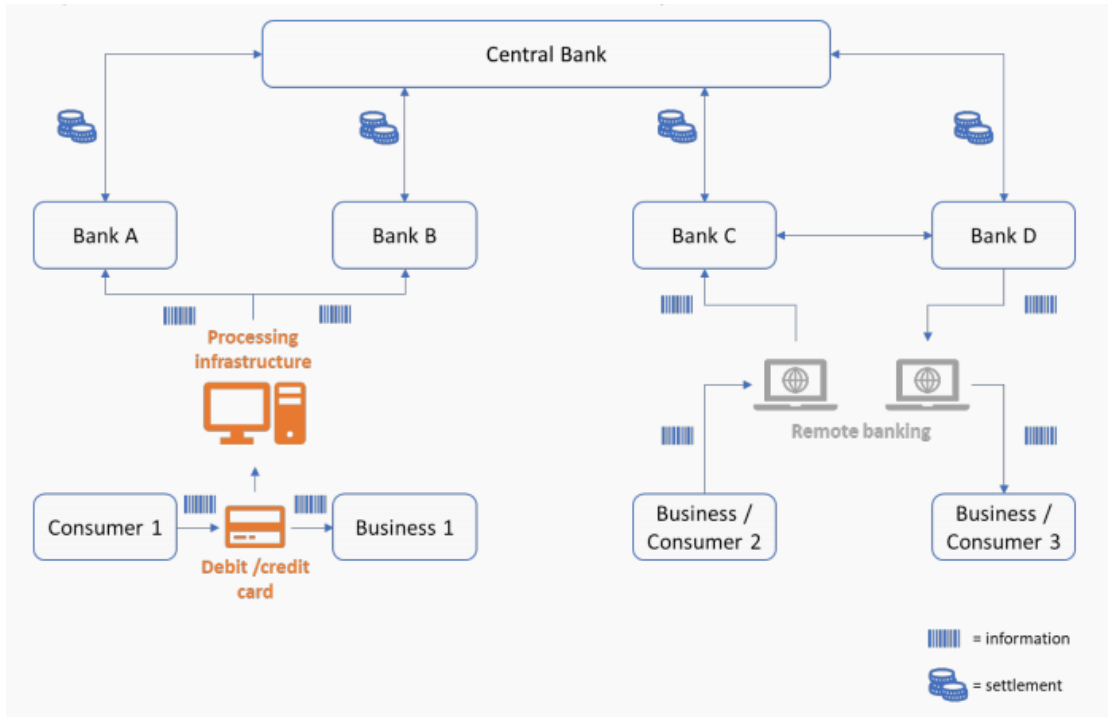 Central Bank
Bank A
Bank B
Bank C
Bank D
Processing
infrastructure
Remote banking
Consumer 1
Business 1
Business /
Consumer 2
Business /
Consumer 3
Debit /credit
card
= information
= settlement